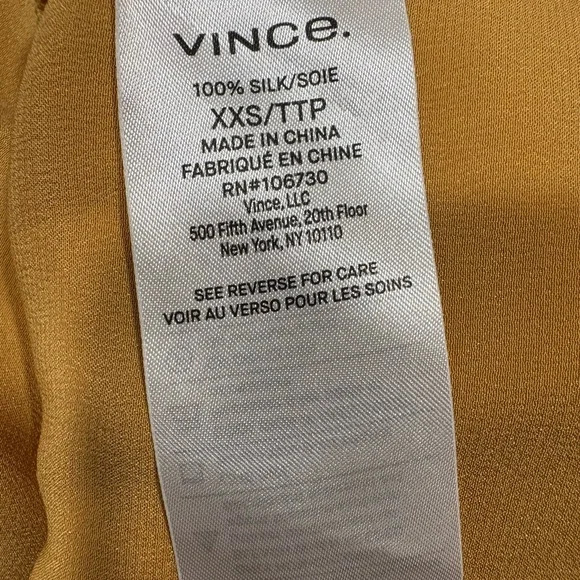 VINCE.
100% SILK/SOIE
XXS/TTP
MADE IN CHINA
FABRIQUÉ EN CHINE
RN#106730
Vince, LLC
500 Fifth Avenue, 20th Floor
New York, NY 10110
SEE REVERSE FOR CARE
VOIR AU VERSO POUR LES SOINS